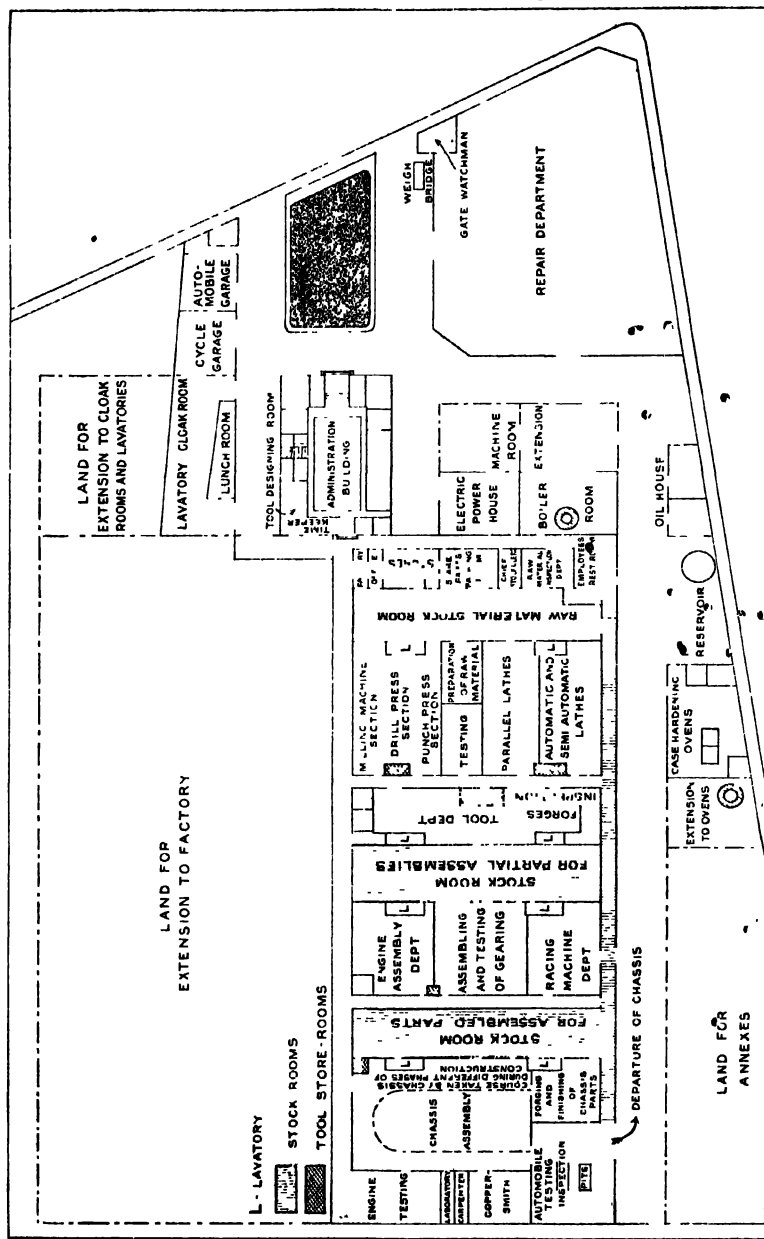 LAND FOR
EXTENSION TO CLOAK
ROOMS AND LAVATORIES
LAVATORY CLOAK ROOM
LUNCH ROOM
CYCLE
GARAGE
AUTO-
MOBILE
GARAGE
WEIGH
BRIDGE
GATE WATCHMAN
REPAIR DEPARTMENT
TOOL DESIGNING ROOM
TIME
KEEPER
ADMINISTRATION
BUILDING
ELECTRIC
POWER
HOUSE
MACHINE
ROOM
EXTENSION
BOILER
ROOM
OIL HOUSE
RESERVOIR
LAND FOR
EXTENSION TO FACTORY
CHIEF
RAW
MATERIAL
INSPECTION
DEPT
EMPLOYEES
REST ROOM
RAW MATERIAL STOCK ROOM
MILLING MACHINE
SECTION
DRILL PRESS
SECTION
L
PUNCH PRESS
SECTION
PREPARATION
OF RAW
MATERIAL
TESTING
PARALLEL LATHES
AUTOMATIC AND
L
SEMI AUTOMATIC
LATHES
CASE HARDENING
OVENS
EXTENSION
TO OVENS
INSPECTION
FORGES
TOOL DEPT
L
L
STOCK ROOM
FOR PARTIAL ASSEMBLIES
ENGINE
ASSEMBLY
DEPT
L
ASSEMBLING
AND TESTING
OF GEARING
L
RACING
MACHINE
DEPT
STOCK ROOM
FOR ASSEMBLED PARTS
L
L
COURSE TAKEN BY CHASSIS
DURING DIFFERENT PHASES OF
CONSTRUCTION
CHASSIS
ASSEMBLY
FORGING
AND
FINISHING
OF
CHASSIS
PARTS
DEPARTURE OF CHASSIS
LAND FOR
ANNEXES
ENGINE
TESTING
LABORATORY
CARPENTER
COPPER-
SMITH
AUTOMOBILE
TESTING
INSPECTION
PITS
L - LAVATORY
STOCK ROOMS
TOOL STORE-ROOMS